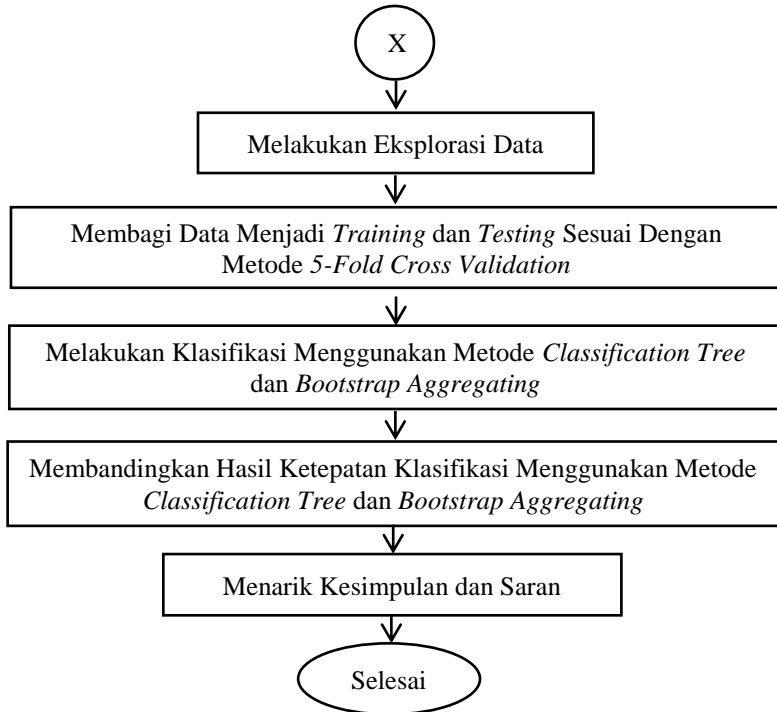 X
Melakukan Eksplorasi Data
Membagi Data Menjadi Training dan Testing Sesuai Dengan
Metode 5-Fold Cross Validation
Melakukan Klasifikasi Menggunakan Metode Classification Tree
dan Bootstrap Aggregating
Membandingkan Hasil Ketepatan Klasifikasi Menggunakan Metode
Classification Tree dan Bootstrap Aggregating
Menarik Kesimpulan dan Saran
Selesai